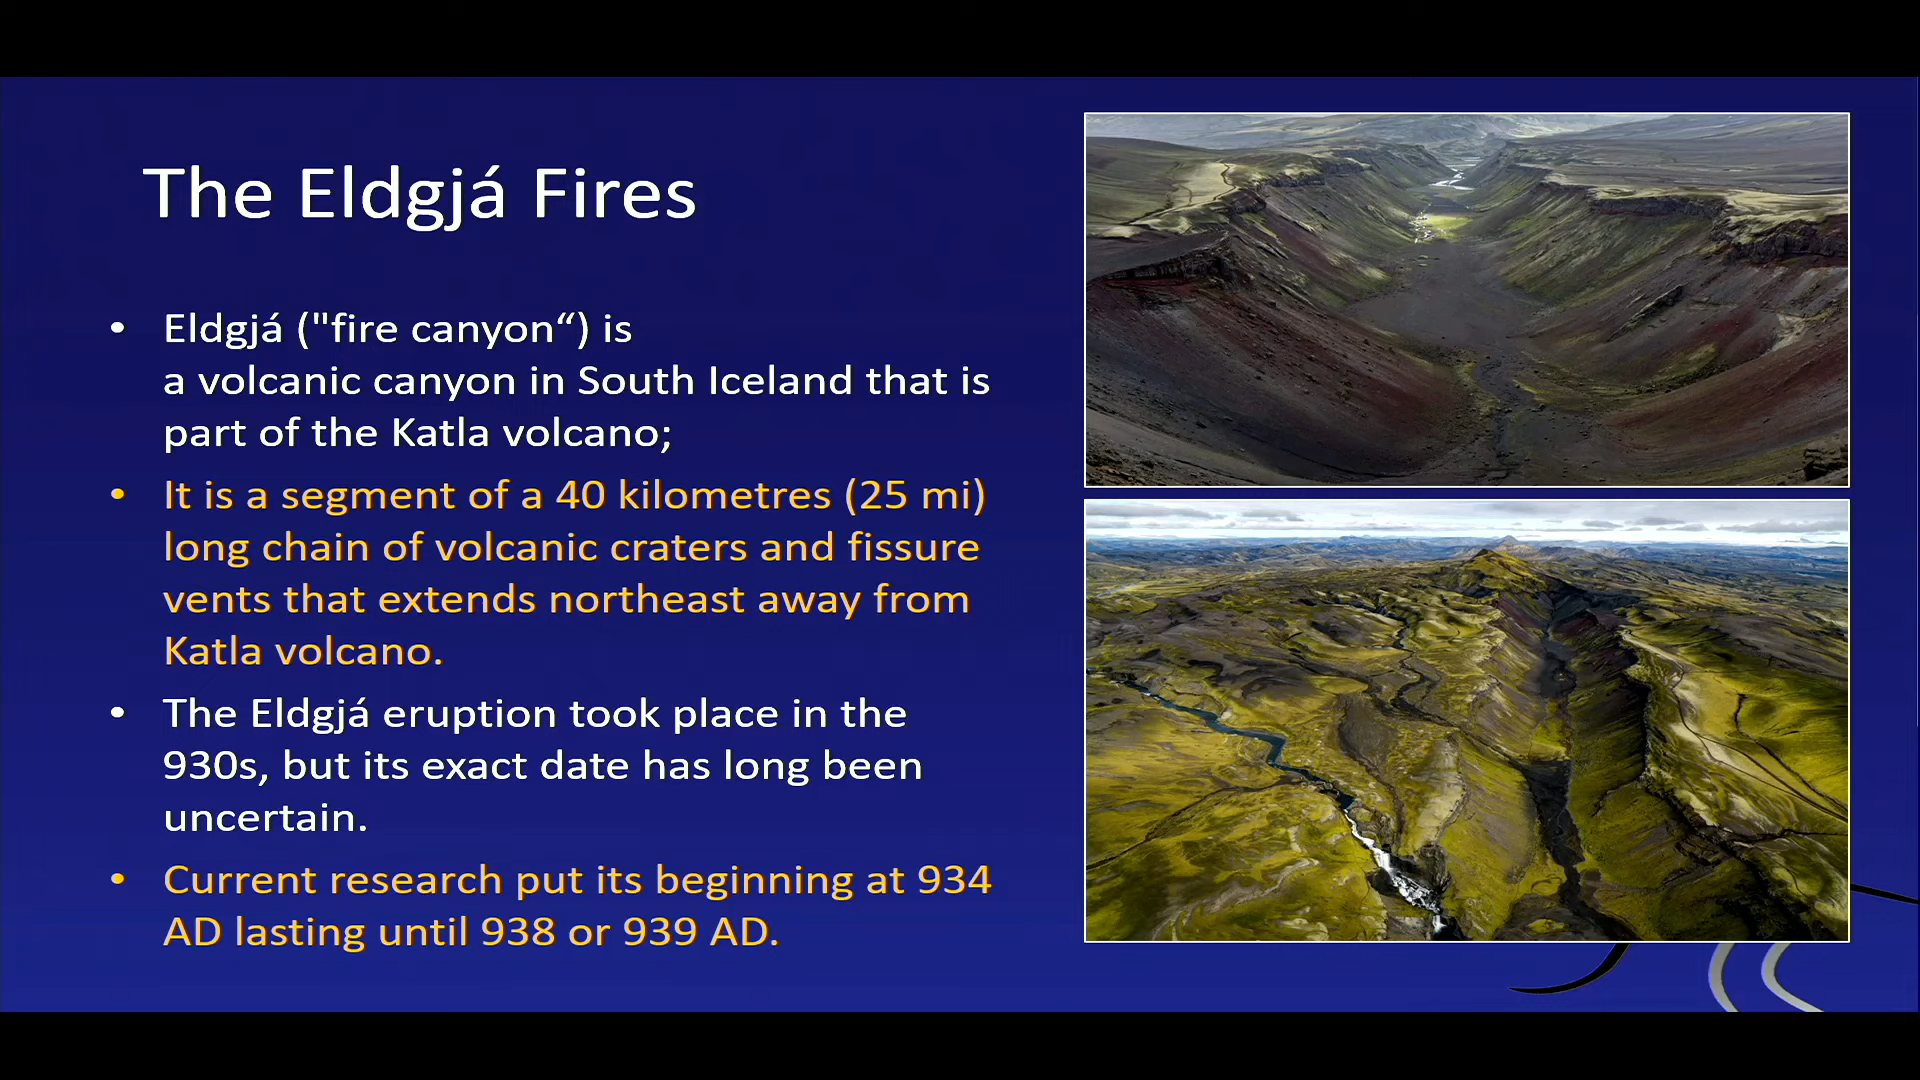 The Eldgjá Fires
• Eldgjá ("fire canyon“) is
a volcanic canyon in South Iceland that is
part of the Katla volcano;
• It is a segment of a 40 kilometres (25 mi)
long chain of volcanic craters and fissure
vents that extends northeast away from
Katla volcano.
• The Eldgjá eruption took place in the
930s, but its exact date has long been
uncertain.
• Current research put its beginning at 934
AD lasting until 938 or 939 AD.